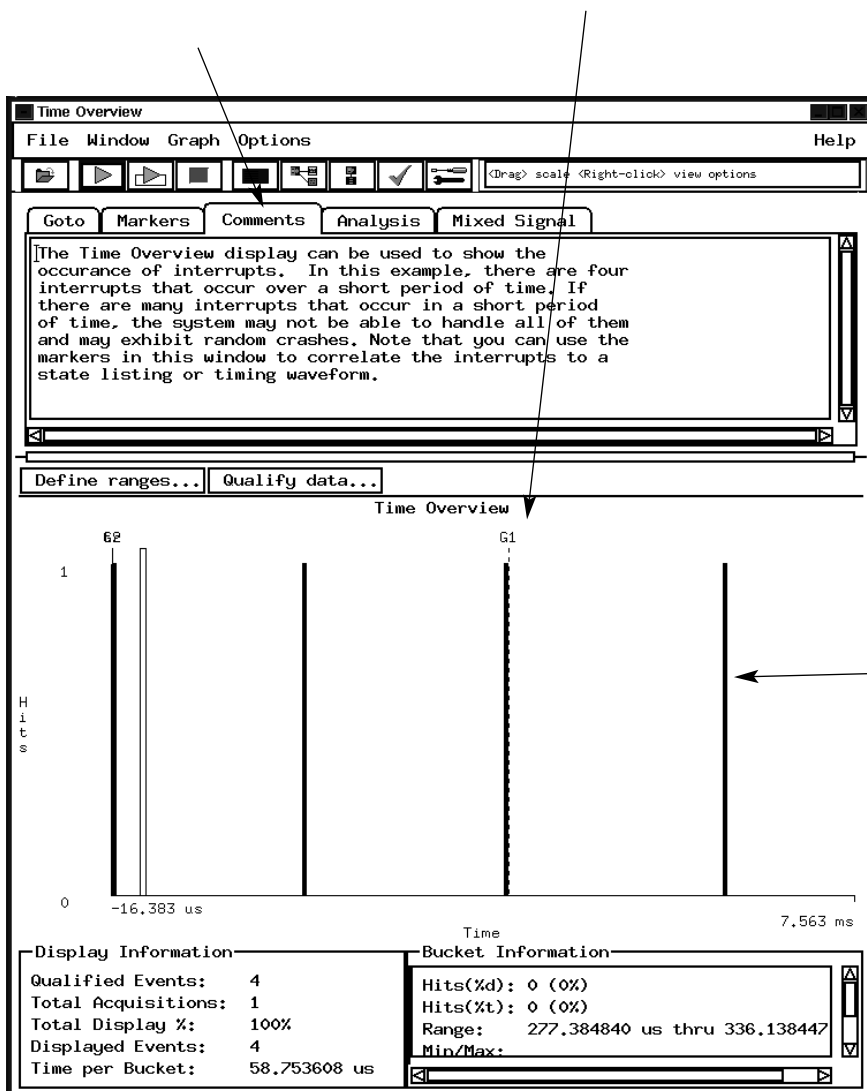 Time Overview
File Window Graph Options Help
<Drag> scale <Right-click> view options
Goto Markers Comments Analysis Mixed Signal
The Time Overview display can be used to show the
occurance of interrupts. In this example, there are four
interrupts that occur over a short period of time. If
there are many interrupts that occur in a short period
of time, the system may not be able to handle all of them
and may exhibit random crashes. Note that you can use the
markers in this window to correlate the interrupts to a
state listing or timing waveform.
Define ranges... Qualify data...
Time Overview
G1
1
Hits
0
-16.383 us
7.563 ms
Time
Display Information
Qualified Events: 4
Total Acquisitions: 1
Total Display %: 100%
Displayed Events: 4
Time per Bucket: 58.753608 us
Bucket Information
Hits(%d): 0 (0%)
Hits(%t): 0 (0%)
Range: 277.384840 us thru 336.138447
Min/Max: